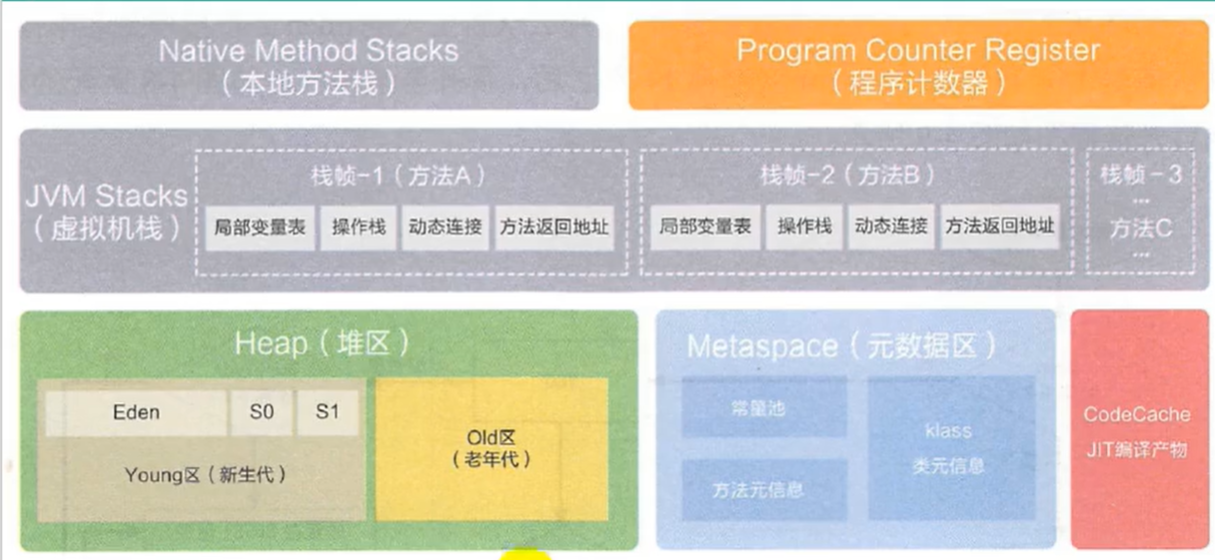 Native Method Stacks
（本地方法栈）
Program Counter Register
（程序计数器）
JVM Stacks
（虚拟机栈）
栈帧-1（方法A）
局部变量表
操作栈
动态连接
方法返回地址
栈帧-2（方法B）
局部变量表
操作栈
动态连接
方法返回地址
栈帧-3
...
方法C
...
Heap（堆区）
Eden
S0
S1
Young区（新生代）
Old区
（老年代）
Metaspace（元数据区）
常量池
方法元信息
klass
类元信息
CodeCache
JIT编译产物